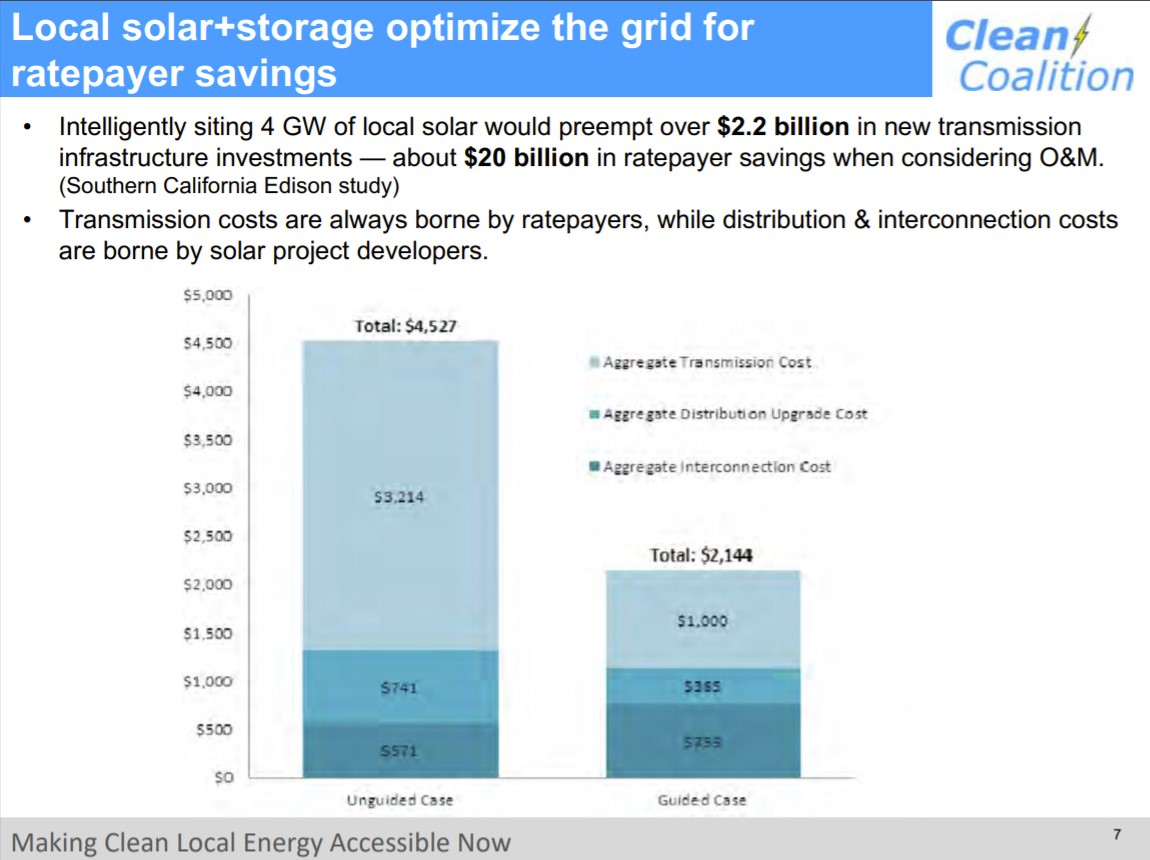 Local solar+storage optimize the grid for
ratepayer savings
Clean
Coalition
• Intelligently siting 4 GW of local solar would preempt over $2.2 billion in new transmission
infrastructure investments — about $20 billion in ratepayer savings when considering O&M.
(Southern California Edison study)
• Transmission costs are always borne by ratepayers, while distribution & interconnection costs
are borne by solar project developers.
$5,000
$4,500
$4,000
$3,500
$3,000
$2,500
$2,000
$1,500
$1,000
$500
$0
Total: $4,527
$3,214
$741
$571
Unguided Case
Total: $2,144
$1,000
Guided Case
Aggregate Transmission Cost
Aggregate Distribution Upgrade Cost
Aggregate Interconnection Cost
Making Clean Local Energy Accessible Now
7